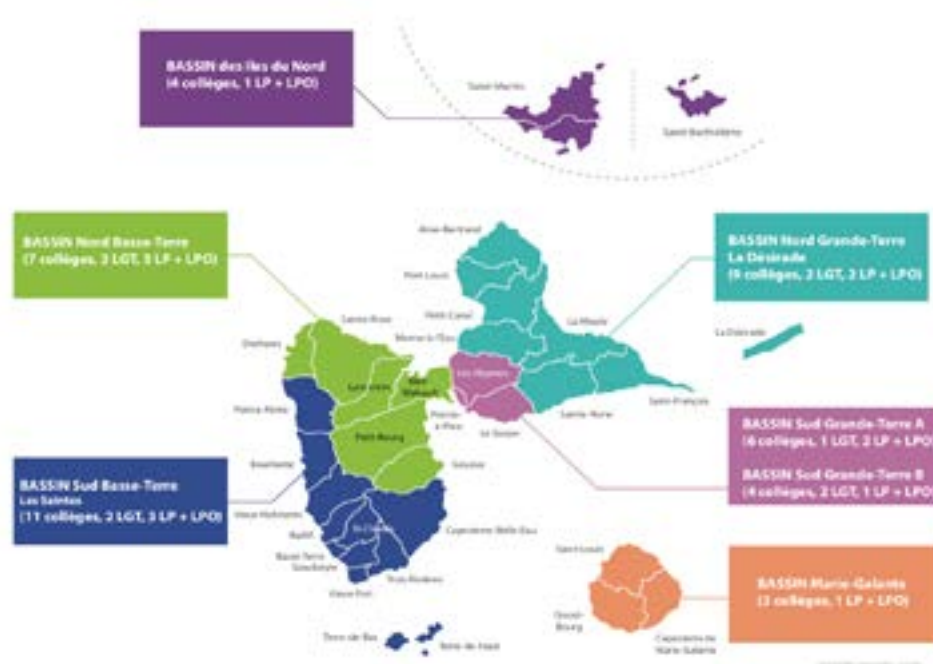 BASSIN des Iles du Nord
(4 collèges, 1 LP + LPO)
Saint-Martin
Saint-Barthélemy
BASSIN Nord Basse-Terre
(7 collèges, 3 LGT, 5 LP + LPO)
BASSIN Nord Grande-Terre
La Désirade
(9 collèges, 2 LGT, 2 LP + LPO)
Anse-Bertrand
Port-Louis
Petit-Canal
Morne-à-l'Eau
Le Moule
La Désirade
Sainte-Rose
Deshaies
Lamentin
Baie-Mahault
Les Abymes
Pointe-à-Pitre
Le Gosier
Sainte-Anne
Saint-François
Pointe-Noire
Petit-Bourg
Bouillante
Goyave
BASSIN Sud Grande-Terre A
(6 collèges, 1 LGT, 2 LP + LPO)
BASSIN Sud Grande-Terre B
(4 collèges, 2 LGT, 1 LP + LPO)
BASSIN Sud Basse-Terre
Les Saintes
(11 collèges, 2 LGT, 3 LP + LPO)
Vieux-Habitants
St-Claude
Capesterre-Belle-Eau
Baillif
Basse-Terre
Gourbeyre
Trois-Rivières
Vieux-Fort
Terre-de-Bas
Terre-de-Haut
Saint-Louis
Grand-
Bourg
Capesterre de
Marie-Galante
BASSIN Marie-Galante
(3 collèges, 1 LP + LPO)